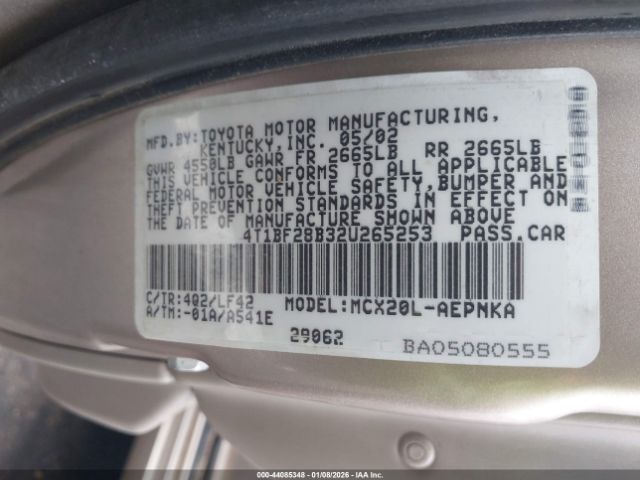 MFD.BY:TOYOTA MOTOR MANUFACTURING,
KENTUCKY,INC. 05/02
GVWR 4550LB GAWR FR 2665LB RR 2665LB
THIS VEHICLE CONFORMS TO ALL APPLICABLE
FEDERAL MOTOR VEHICLE SAFETY,BUMPER AND
THEFT PREVENTION STANDARDS IN EFFECT ON
THE DATE OF MANUFACTURE SHOWN ABOVE
4T1BF28B32U265253 PASS.CAR
C/TR:4Q2/LF42 MODEL:MCX20L-AEPNKA
A/TM:-01A/A541E
29062 BA05080555
000-44085348 | 01/08/2026 - IAA Inc.